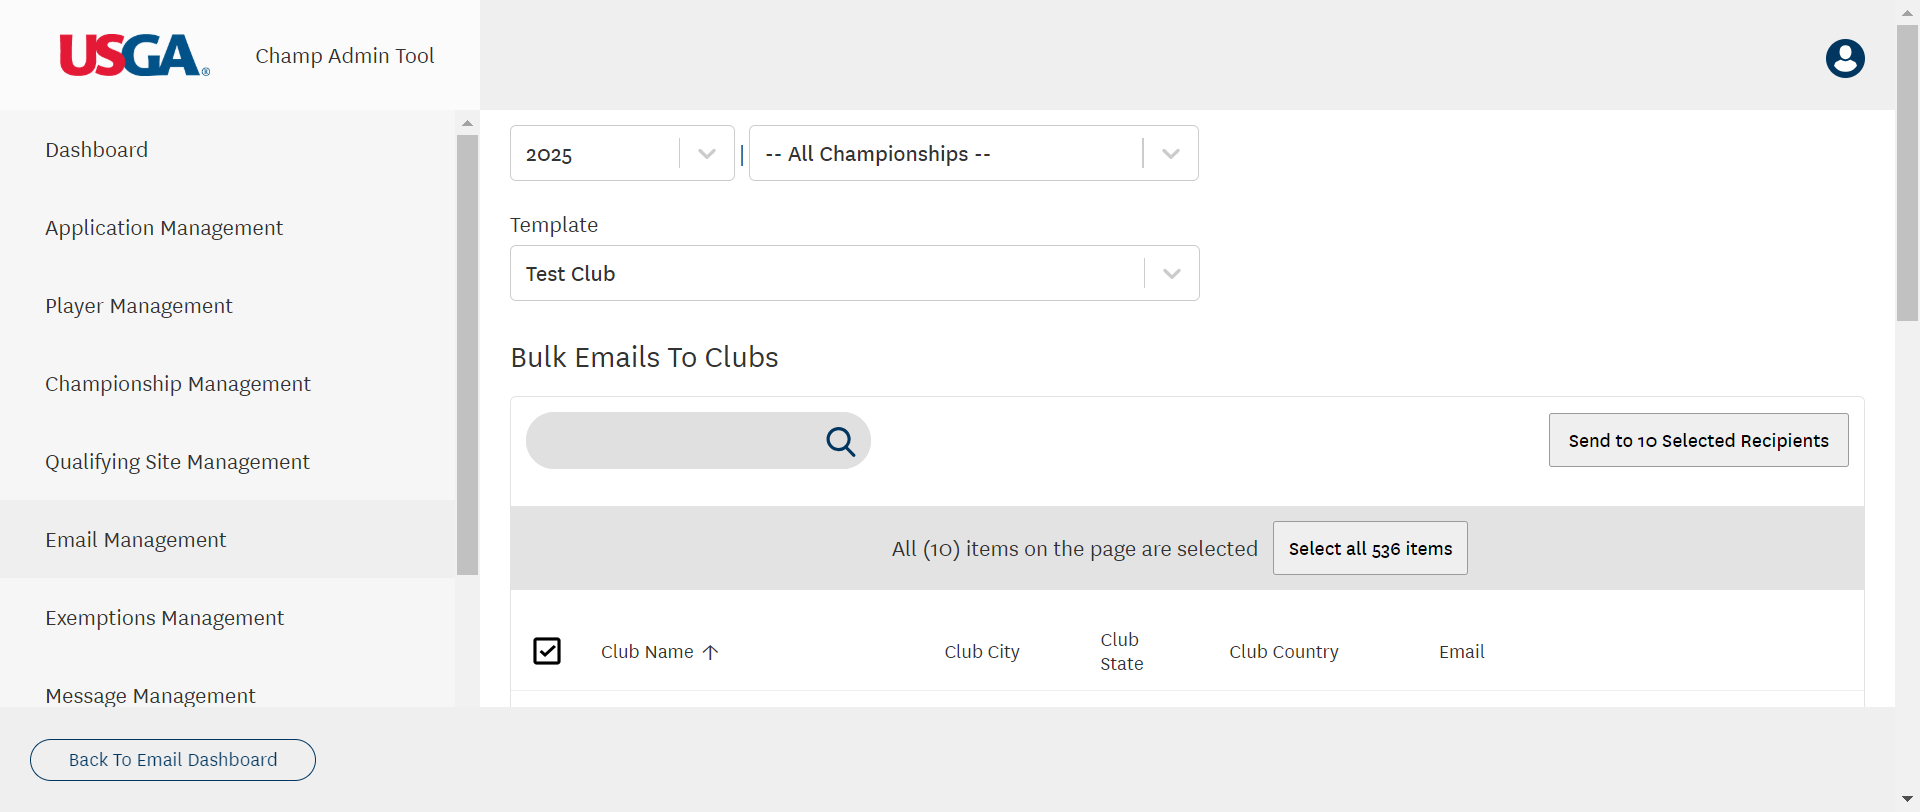 USGA®
Champ Admin Tool
Dashboard
Application Management
Player Management
Championship Management
Qualifying Site Management
Email Management
Exemptions Management
Message Management
2025 | -- All Championships --
Template
Test Club
Bulk Emails To Clubs
Send to 10 Selected Recipients
All (10) items on the page are selected
Select all 536 items
Club Name ↑
Club City
Club
State
Club Country
Email
Back To Email Dashboard